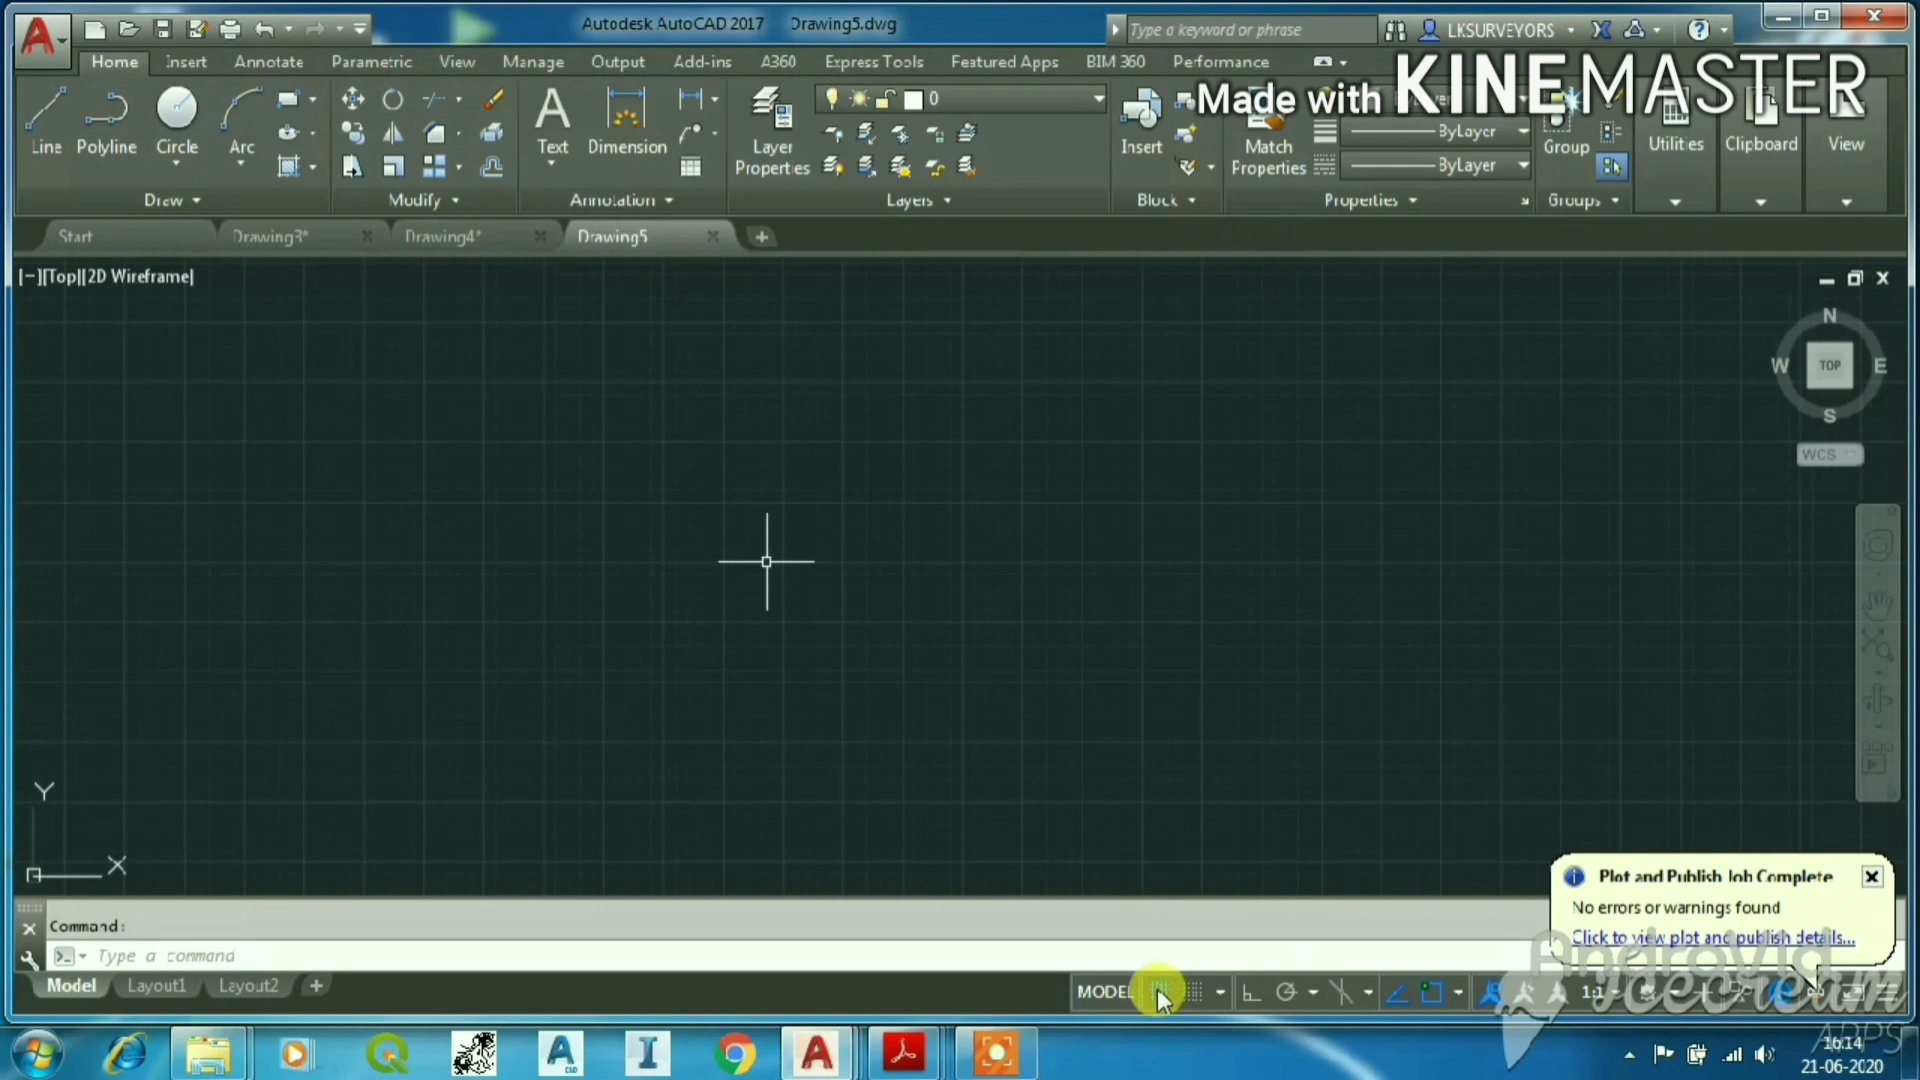 Autodesk AutoCAD 2017 Drawing5.dwg
Type a keyword or phrase
LKSURVEYORS
Home Insert Annotate Parametric View Manage Output Add-ins A360 Express Tools Featured Apps BIM 360 Performance
Made with KINEMASTER
0
Line Polyline Circle Arc
Text Dimension
Layer Properties
Insert
Match Properties
ByLayer
ByLayer
Group
Utilities
Clipboard
View
Draw Modify Annotation Layers Block Properties Groups
Start Drawing3* Drawing4* Drawing5
[−][Top][2D Wireframe]
N
W TOP E
S
WCS
Y
X
Plot and Publish Job Complete
No errors or warnings found
Click to view plot and publish details...
Command:
Type a command
Model Layout1 Layout2
MODEL
1:1
AndroVid
Icecream
APPS
16:14
21-06-2020